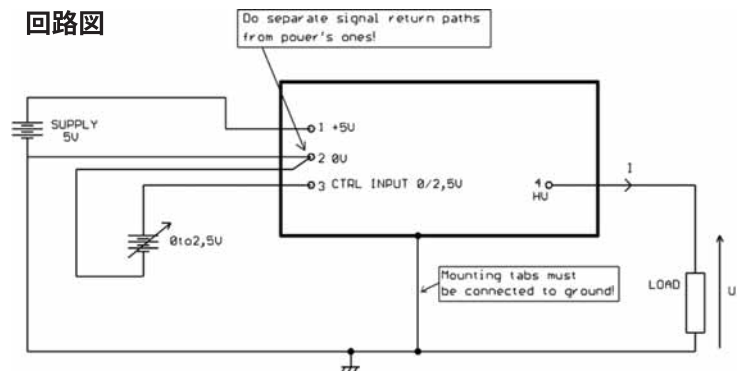 回路図
Do separate signal return paths
from power's ones!
SUPPLY
5V
1 +5V
2 0V
3 CTRL INPUT 0/2,5V
4
HV
I
0to2,5V
Mounting tabs must
be connected to ground!
LOAD
U